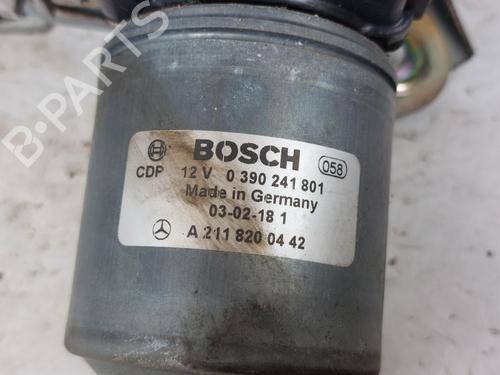 BOSCH 058
CDP 12 V 0 390 241 801
Made in Germany
03-02-18 1
A 211 820 04 42
B-Parts